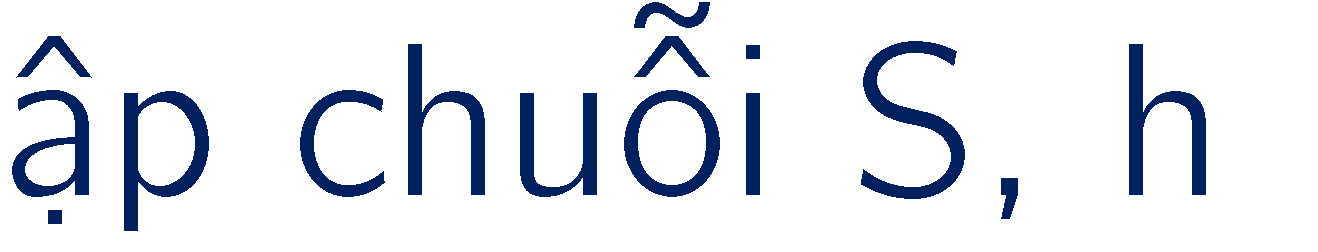 ập chuỗi S, h